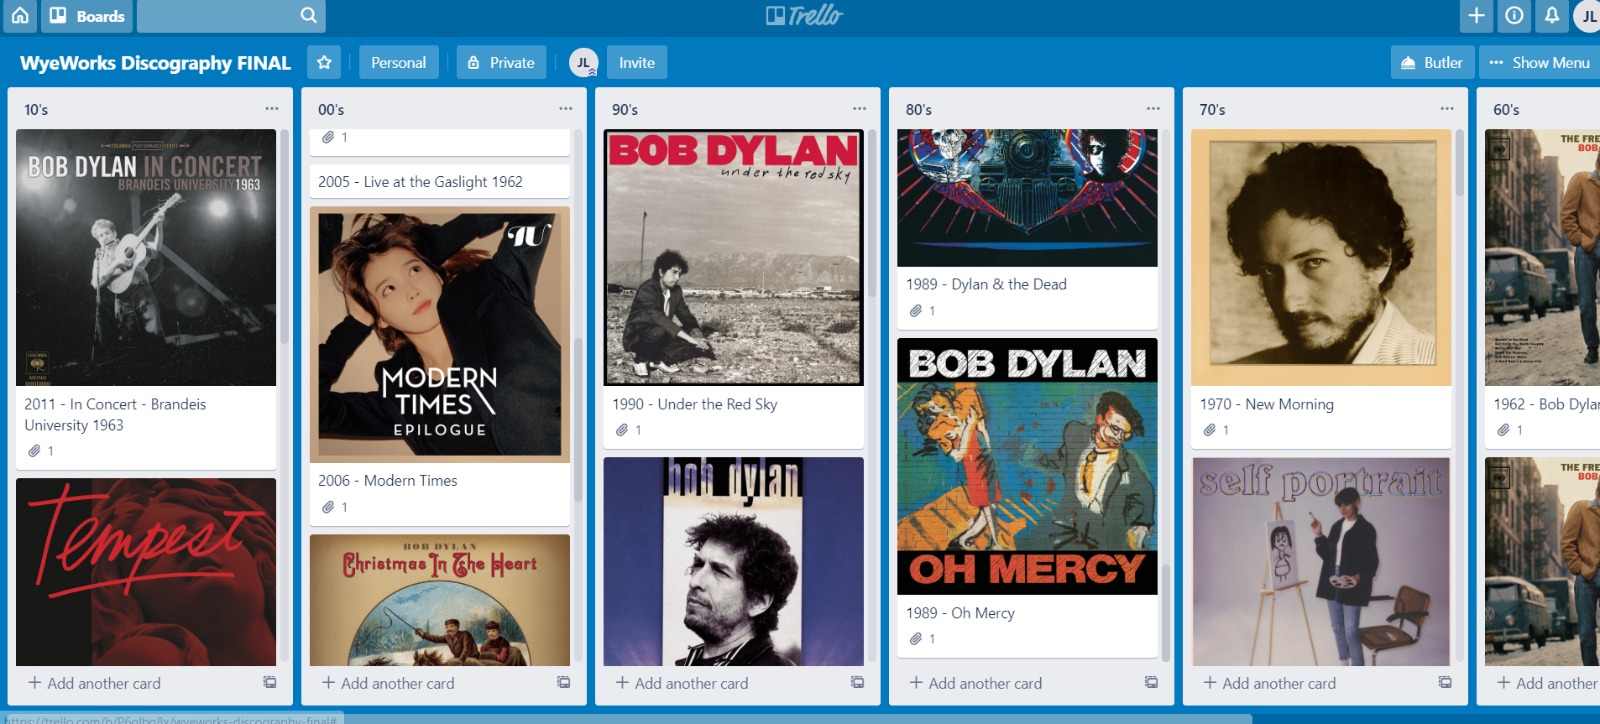 Boards
Trello
JL
WyeWorks Discography FINAL
Personal
Private
JL
Invite
Butler
Show Menu
10's
BOB DYLAN IN CONCERT
BRANDEIS UNIVERSITY 1963
2011 - In Concert - Brandeis
University 1963
1
Tempest
Add another card
00's
1
2005 - Live at the Gaslight 1962
IU
MODERN
TIMES
EPILOGUE
2006 - Modern Times
1
BOB DYLAN
Christmas In The Heart
Add another card
90's
BOB DYLAN
under the red sky
1990 - Under the Red Sky
1
bob dylan
Add another card
80's
1989 - Dylan & the Dead
1
BOB DYLAN
OH MERCY
1989 - Oh Mercy
1
Add another card
70's
1970 - New Morning
1
self portrait
Add another card
60's
THE FRE
BOB
1962 - Bob Dylan
1
THE FRE
BOB
Add another
https://trello.com/b/P6olbg8x/wyeworks-discography-final#